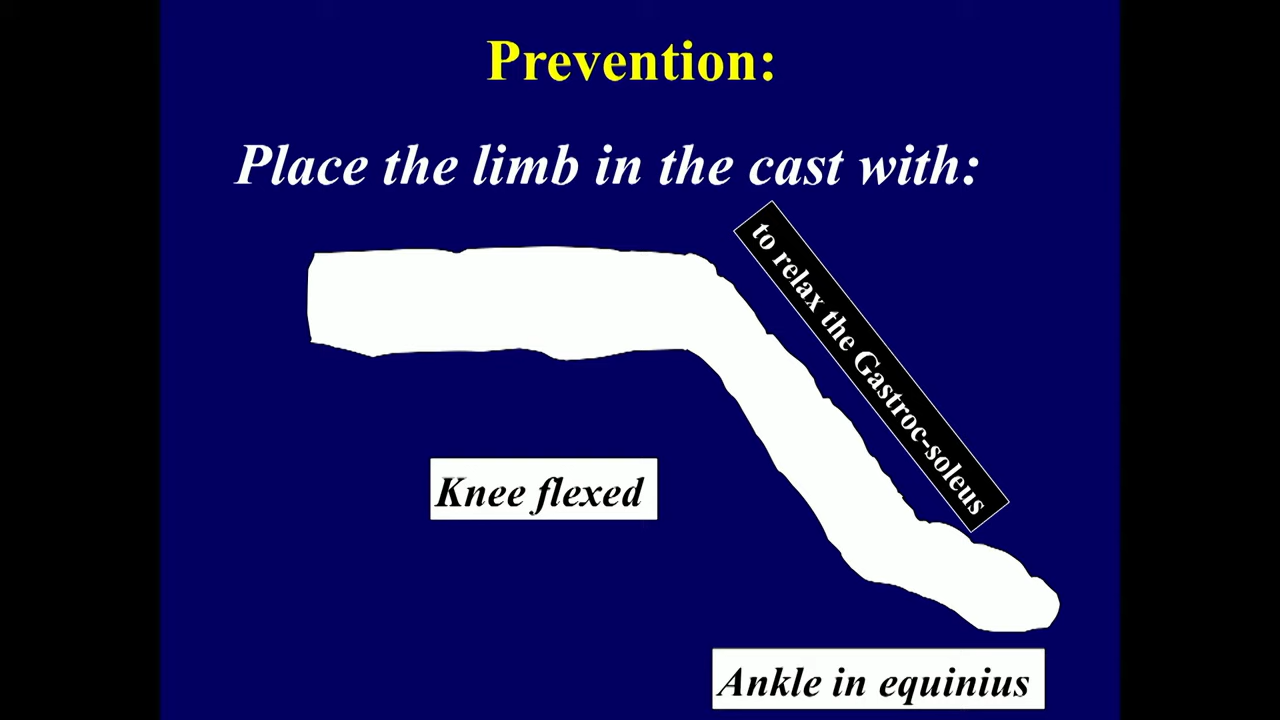 Prevention:
Place the limb in the cast with:
to relax the Gastroc-soleus
Knee flexed
Ankle in equinius